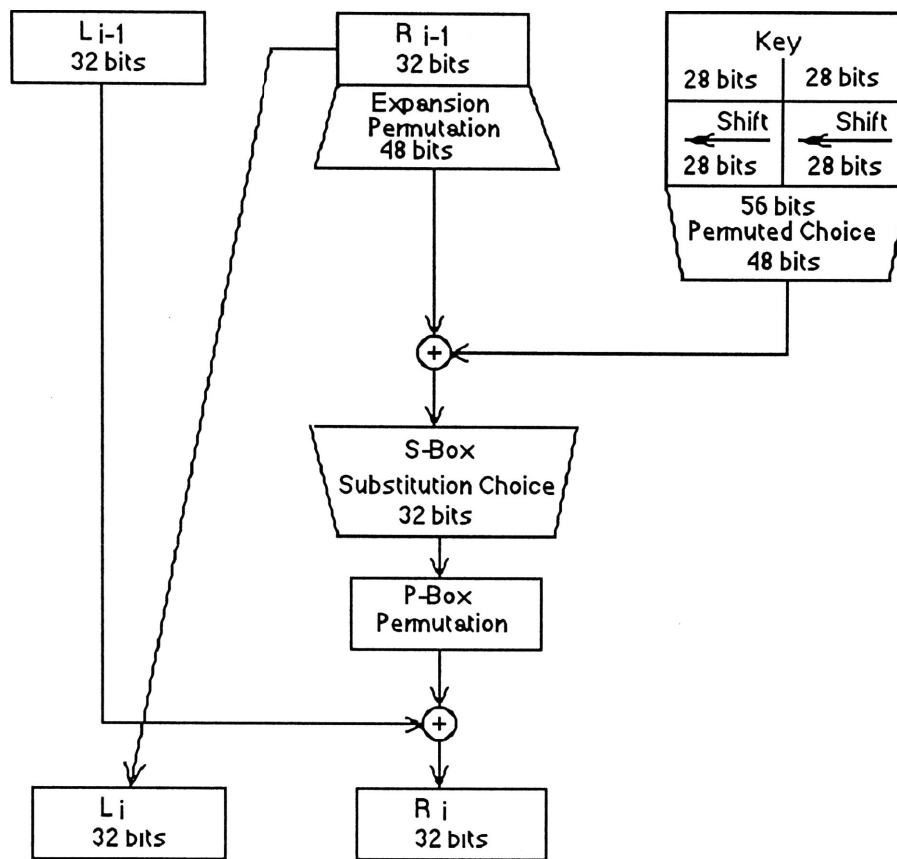 L i-1
32 bits
R i-1
32 bits
Expansion
Permutation
48 bits
Key
28 bits
28 bits
Shift
Shift
28 bits
28 bits
56 bits
Permuted Choice
48 bits
+
S-Box
Substitution Choice
32 bits
P-Box
Permutation
+
L i
32 bits
R i
32 bits